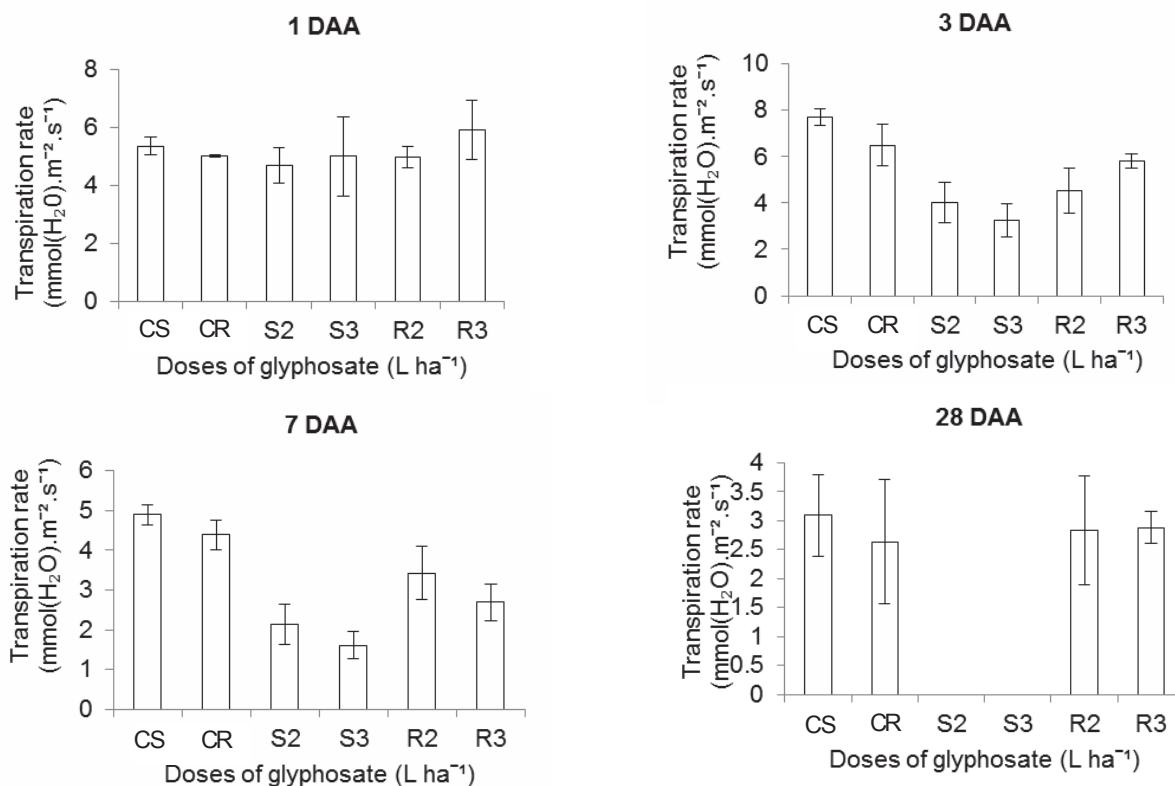 1 DAA
Transpiration rate
(mmol(H₂0).m⁻².s⁻¹)
8
6
4
2
0
CS CR S2 S3 R2 R3
Doses of glyphosate (L ha⁻¹)
3 DAA
Transpiration rate
(mmol(H₂O).m⁻².s⁻¹)
10
8
6
4
2
0
CS CR S2 S3 R2 R3
Doses of glyphosate (L ha⁻¹)
7 DAA
Transpiration rate
(mmol(H₂O).m⁻².s⁻¹)
6
5
4
3
2
1
0
CS CR S2 S3 R2 R3
Doses of glyphosate (L ha⁻¹)
28 DAA
Transpiration rate
(mmol(H₂O).m⁻².s⁻¹)
4
3.5
3
2.5
2
1.5
1
0.5
0
CS CR S2 S3 R2 R3
Doses of glyphosate (L ha⁻¹)